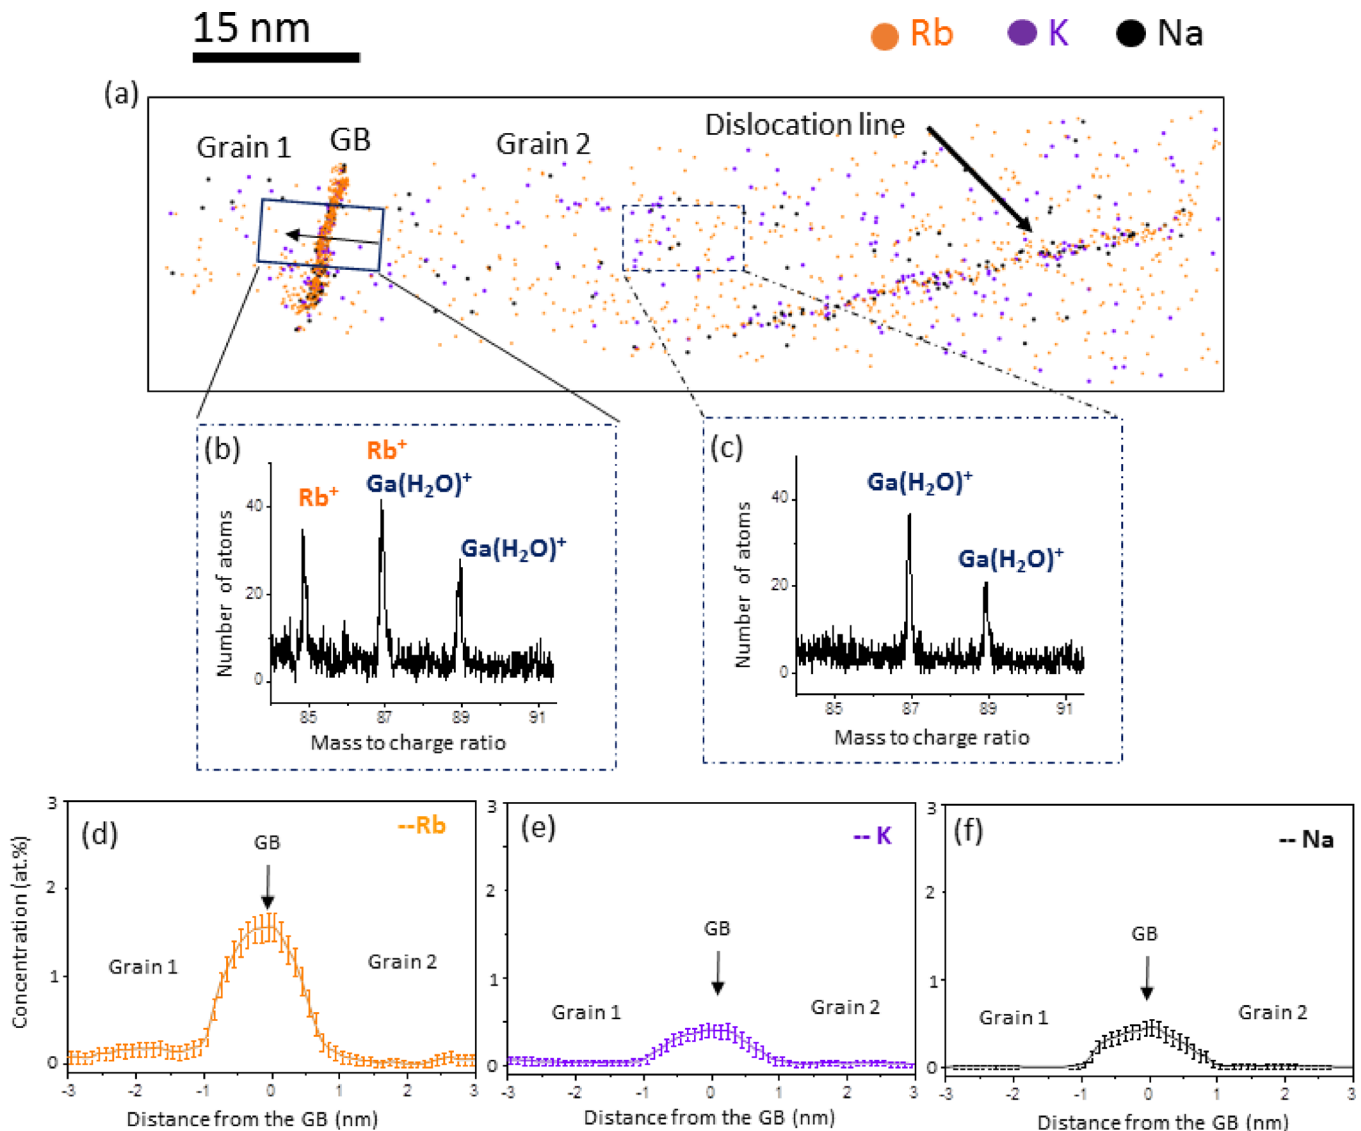 15 nm
Rb K Na
(a)
Grain 1 GB Grain 2 Dislocation line
(b)
Rb⁺
Rb⁺
Ga(H₂O)⁺
Ga(H₂O)⁺
Number of atoms
40
20
0
85 87 89 91
Mass to charge ratio
(c)
Ga(H₂O)⁺
Ga(H₂O)⁺
Number of atoms
40
20
0
85 87 89 91
Mass to charge ratio
(d)
--Rb
GB
Grain 1 Grain 2
Concentration (at.%)
3
2
1
0
-3 -2 -1 0 1 2 3
Distance from the GB (nm)
(e)
-- K
GB
Grain 1 Grain 2
3
2
1
0
-3 -2 -1 0 1 2 3
Distance from the GB (nm)
(f)
-- Na
GB
Grain 1 Grain 2
3
2
1
0
-3 -2 -1 0 1 2 3
Distance from the GB (nm)